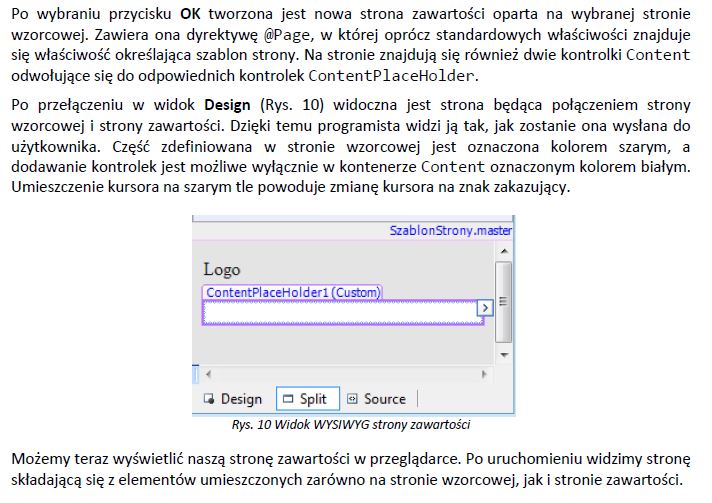 Po wybraniu przycisku OK tworzona jest nowa strona zawartości oparta na wybranej stronie
wzorcowej. Zawiera ona dyrektywę @Page, w której oprócz standardowych właściwości znajduje
się właściwość określająca szablon strony. Na stronie znajdują się również dwie kontrolki Content
odwołujące się do odpowiednich kontrolek ContentPlaceHolder.
Po przełączeniu w widok Design (Rys. 10) widoczna jest strona będąca połączeniem strony
wzorcowej i strony zawartości. Dzięki temu programista widzi ją tak, jak zostanie ona wysłana do
użytkownika. Część zdefiniowana w stronie wzorcowej jest oznaczona kolorem szarym, a
dodawanie kontrolek jest możliwe wyłącznie w kontenerze Content oznaczonym kolorem białym.
Umieszczenie kursora na szarym tle powoduje zmianę kursora na znak zakazujący.
SzablonStrony.master
Logo
ContentPlaceHolder1 (Custom)
Design Split Source
Rys. 10 Widok WYSIWYG strony zawartości
Możemy teraz wyświetlić naszą stronę zawartości w przeglądarce. Po uruchomieniu widzimy stronę
składającą się z elementów umieszczonych zarówno na stronie wzorcowej, jak i stronie zawartości.